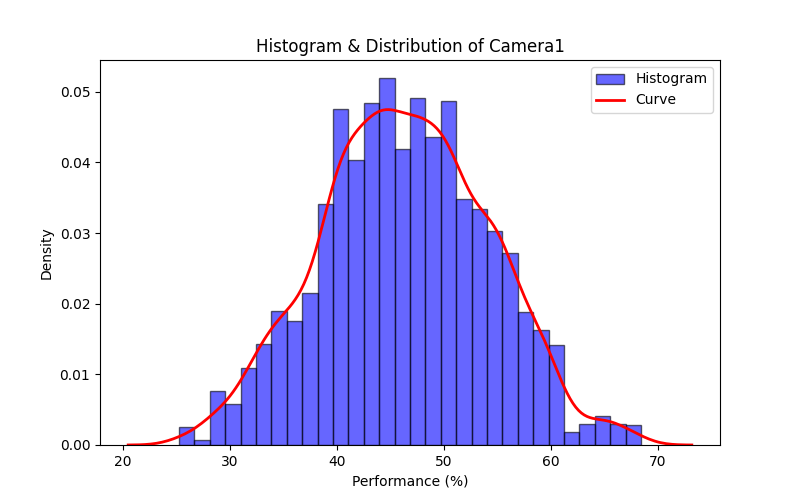 Histogram & Distribution of Camera1
Histogram
Curve
0.05
0.04
0.03
0.02
0.01
0.00
Density
20 30 40 50 60 70
Performance (%)